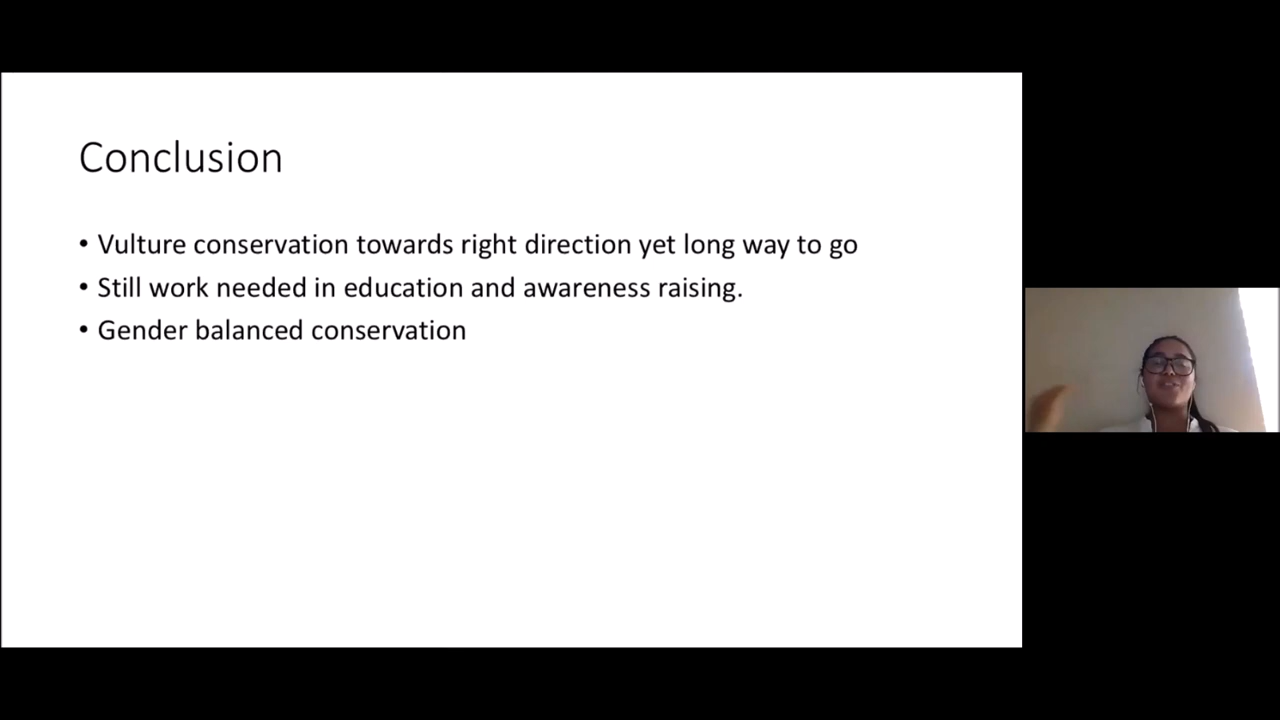 Conclusion
• Vulture conservation towards right direction yet long way to go
• Still work needed in education and awareness raising.
• Gender balanced conservation